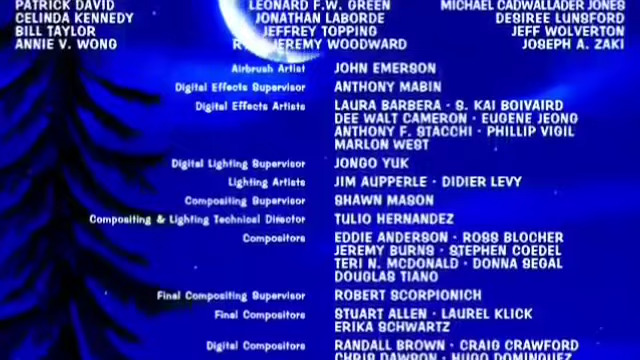 PATRICK DAVID LEONARD F.W. GREEN MICHAEL CADWALLADER JONES
CELINDA KENNEDY JONATHAN LABORDE DESIREE LUNSFORD
BILL TAYLOR JEFFREY TOPPING JEFF WOLVERTON
ANNIE V. WONG JEREMY WOODWARD JOSEPH A. ZAKI
Airbrush Artist JOHN EMERSON
Digital Effects Supervisor ANTHONY MABIN
Digital Effects Artists LAURA BARBERA · S. KAI BOVAIRD
DEE WALT CAMERON · EUGENE JEONG
ANTHONY F. STACCHI · PHILLIP VIGIL
MARLON WEST
Digital Lighting Supervisor JONGO YUK
Lighting Artists JIM AUPPERLE · DIDIER LEVY
Compositing Supervisor SHAWN MASON
Compositing & Lighting Technical Director TULIO HERNANDEZ
Compositors EDDIE ANDERSON · ROSS BLOCHER
JEREMY BURNS · STEPHEN COEDEL
TERI N. MCDONALD · DONNA SEGAL
DOUGLAS TIANO
Final Compositing Supervisor ROBERT SCORPIONICH
Final Compositors STUART ALLEN · LAUREL KLICK
ERIKA SCHWARTZ
Digital Compositors RANDALL BROWN · CRAIG CRAWFORD
CHRIS DAWSON · HUGO DOMINGUEZ